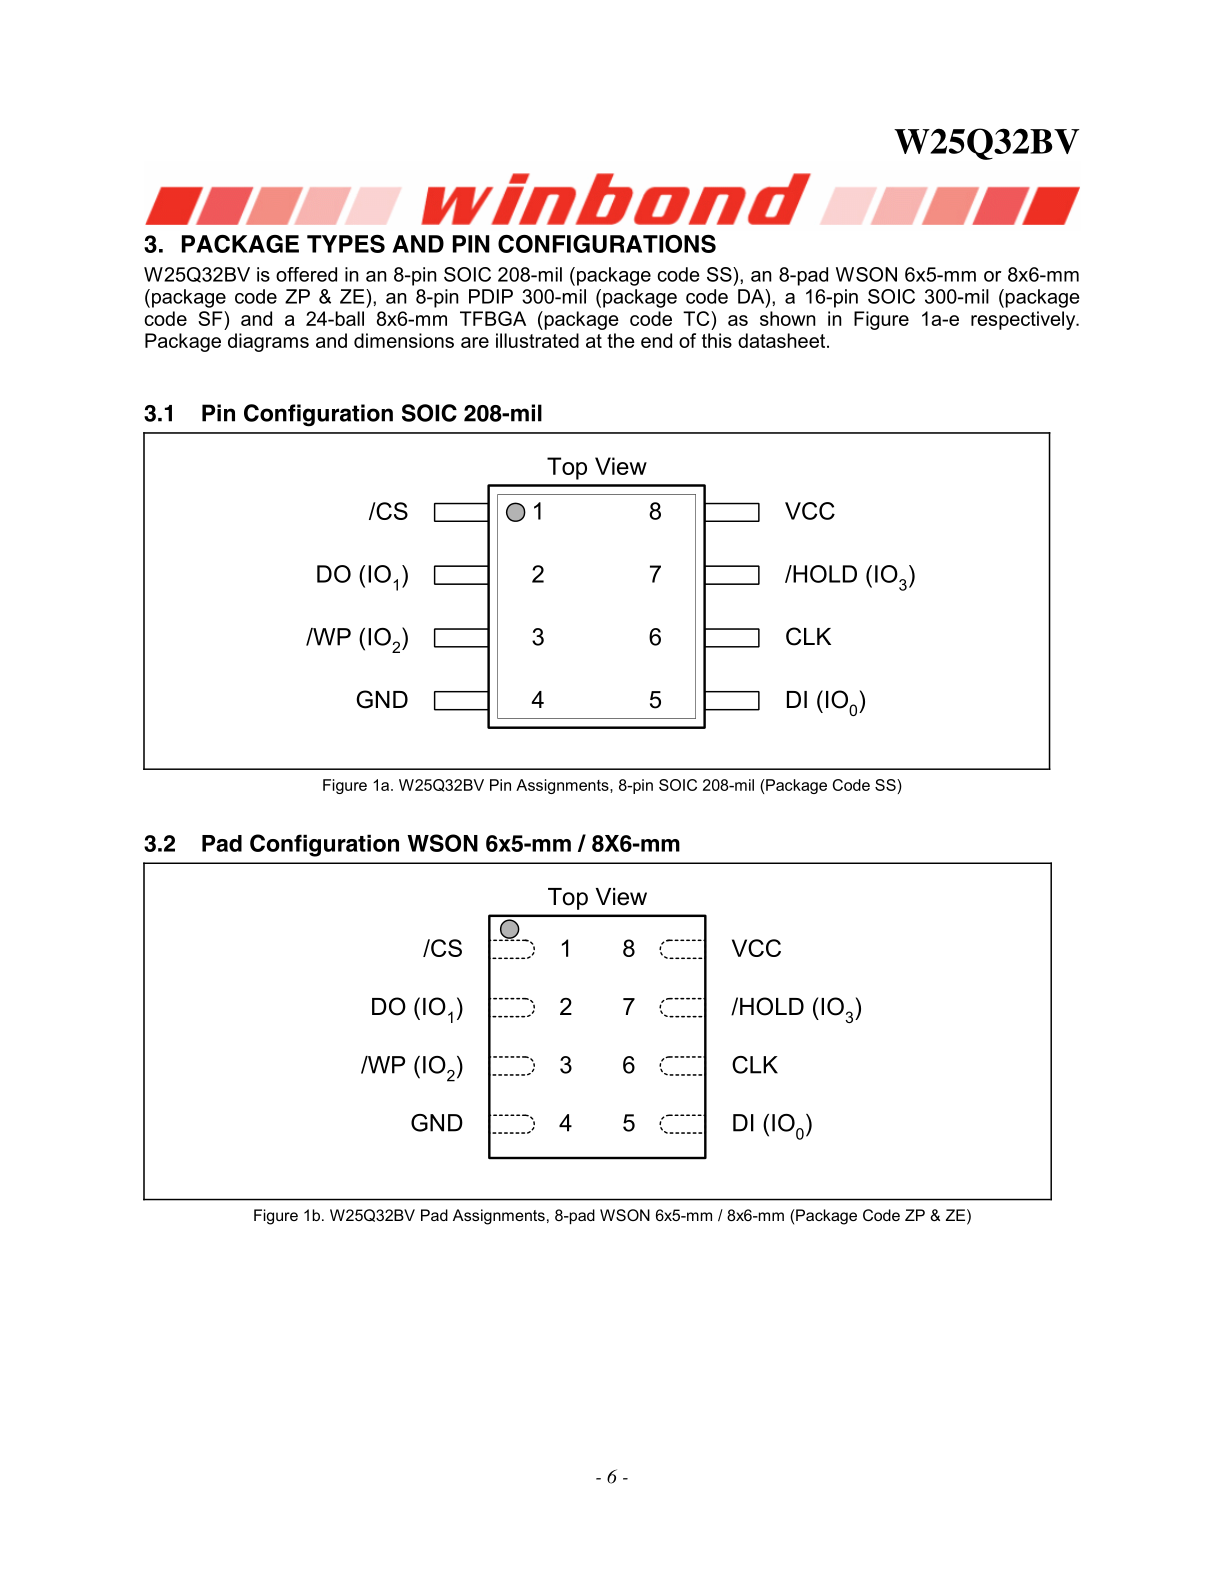 W25Q32BV
winbond
3. PACKAGE TYPES AND PIN CONFIGURATIONS
W25Q32BV is offered in an 8-pin SOIC 208-mil (package code SS), an 8-pad WSON 6x5-mm or 8x6-mm
(package code ZP & ZE), an 8-pin PDIP 300-mil (package code DA), a 16-pin SOIC 300-mil (package
code SF) and a 24-ball 8x6-mm TFBGA (package code TC) as shown in Figure 1a-e respectively.
Package diagrams and dimensions are illustrated at the end of this datasheet.
3.1 Pin Configuration SOIC 208-mil
Top View
/CS 1 8 VCC
DO (IO1) 2 7 /HOLD (IO3)
/WP (IO2) 3 6 CLK
GND 4 5 DI (IO0)
Figure 1a. W25Q32BV Pin Assignments, 8-pin SOIC 208-mil (Package Code SS)
3.2 Pad Configuration WSON 6x5-mm / 8X6-mm
Top View
/CS 1 8 VCC
DO (IO1) 2 7 /HOLD (IO3)
/WP (IO2) 3 6 CLK
GND 4 5 DI (IO0)
Figure 1b. W25Q32BV Pad Assignments, 8-pad WSON 6x5-mm / 8x6-mm (Package Code ZP & ZE)
- 6 -